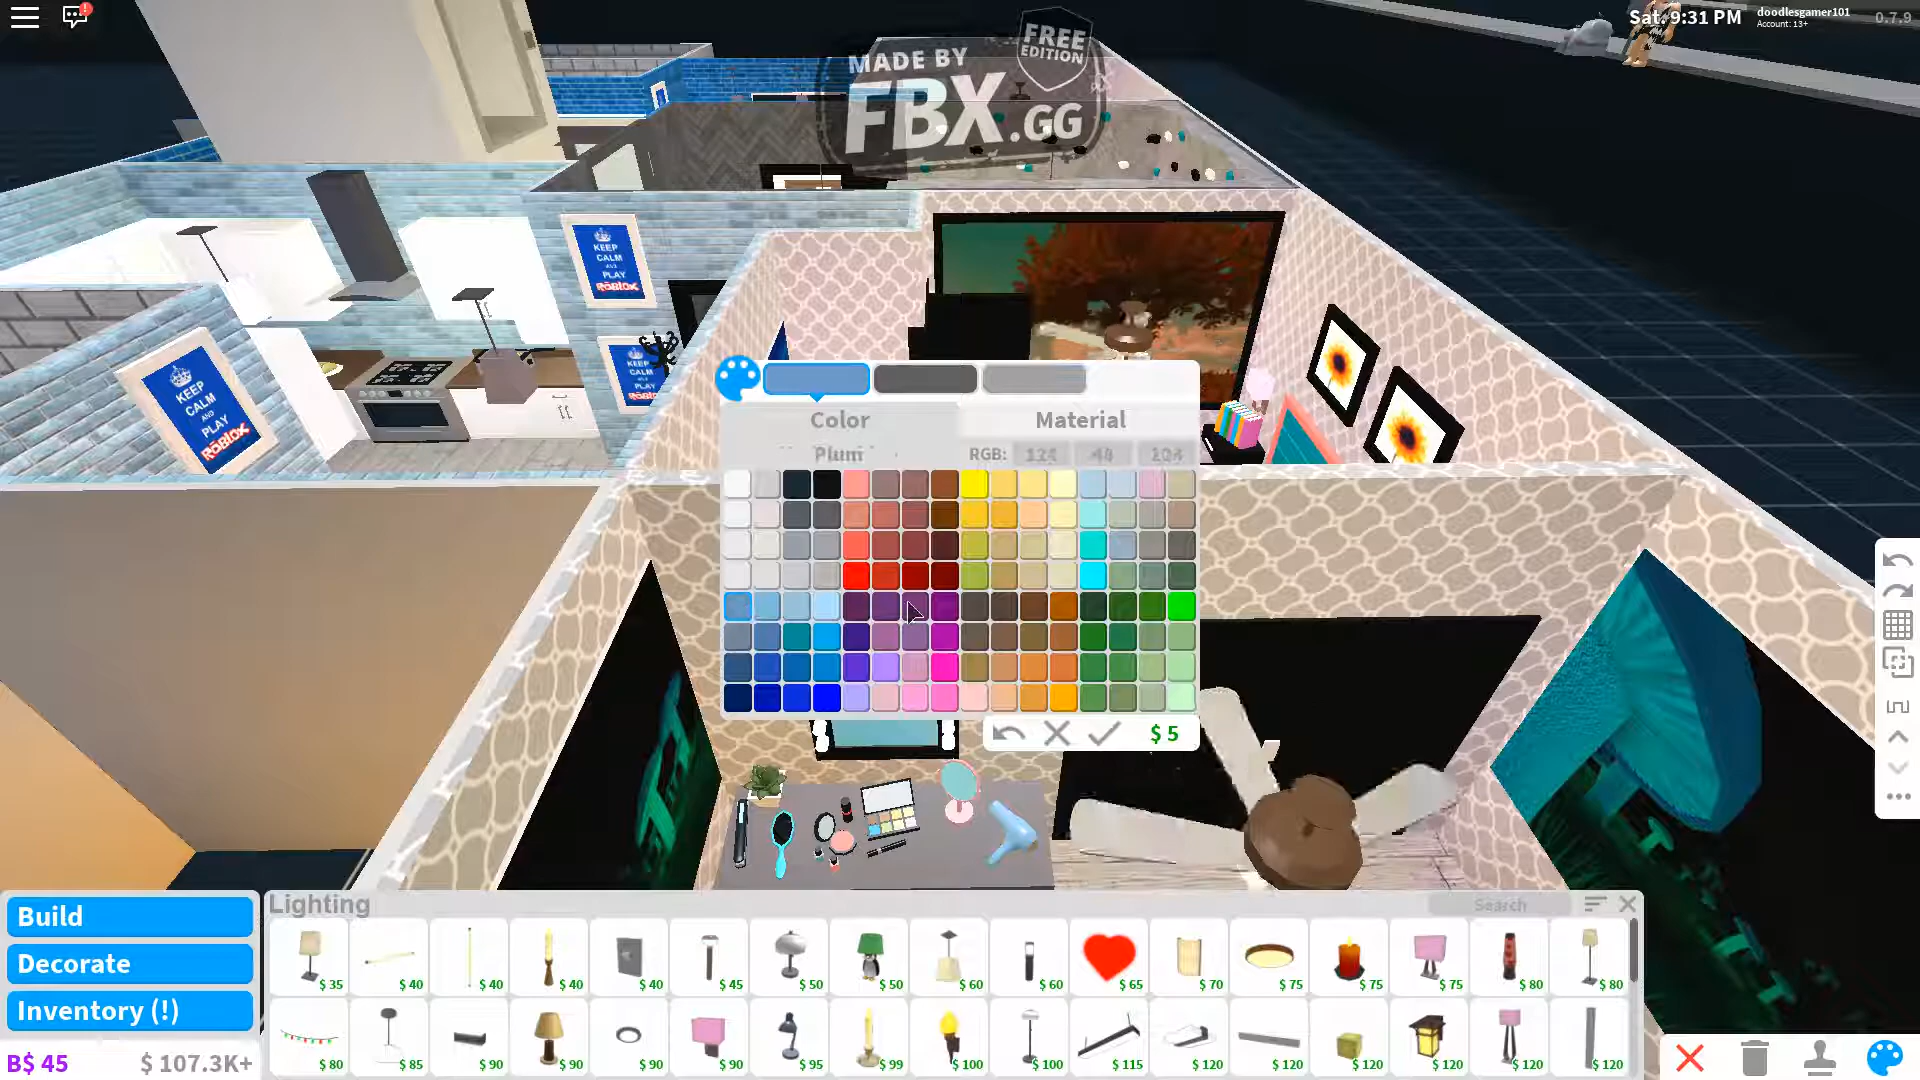 Sat. 9:31 PM
doodlesgamer101
Account: 13+
0.7.9
MADE BY
FREE
EDITION
FBX.GG
KEEP
CALM
AND
PLAY
ROBLOX
KEEP
CALM
AND
PLAY
ROBLOX
KEEP
CALM
Color
Material
Plum
RGB:
$ 5
Build
Decorate
Inventory (!)
B$ 45
$ 107.3K+
Lighting
Search
$ 35
$ 40
$ 40
$ 40
$ 40
$ 45
$ 50
$ 50
$ 60
$ 60
$ 65
$ 70
$ 75
$ 75
$ 75
$ 80
$ 80
$ 80
$ 85
$ 90
$ 90
$ 90
$ 90
$ 95
$ 99
$ 100
$ 100
$ 115
$ 120
$ 120
$ 120
$ 120
$ 120
$ 120